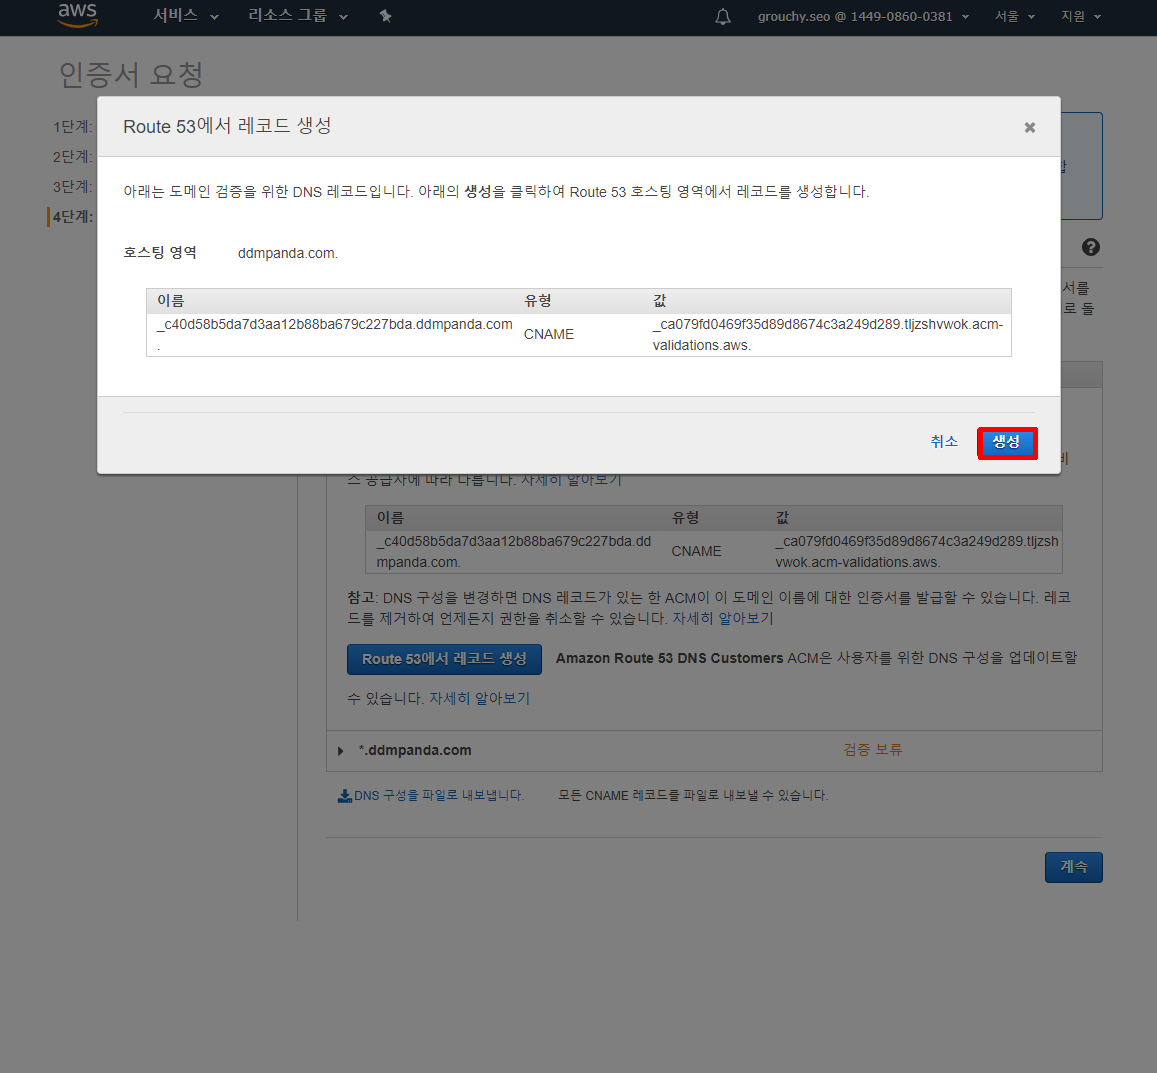 aws
서비스
리소스 그룹
grouchy.seo @ 1449-0860-0381
서울
지원
인증서 요청
1단계:
2단계:
3단계:
4단계:
Route 53에서 레코드 생성
아래는 도메인 검증을 위한 DNS 레코드입니다. 아래의 생성을 클릭하여 Route 53 호스팅 영역에서 레코드를 생성합니다.
호스팅 영역 ddmpanda.com.
이름 유형 값
_c40d58b5da7d3aa12b88ba679c227bda.ddmpanda.com CNAME _ca079fd0469f35d89d8674c3a249d289.tljzshvwok.acm-
. validations.aws.
취소 생성
서를
로 돌
비
스 공급자에 따라 다릅니다. 자세히 알아보기
이름 유형 값
_c40d58b5da7d3aa12b88ba679c227bda.dd CNAME _ca079fd0469f35d89d8674c3a249d289.tljzsh
mpanda.com. vwok.acm-validations.aws.
참고: DNS 구성을 변경하면 DNS 레코드가 있는 한 ACM이 이 도메인 이름에 대한 인증서를 발급할 수 있습니다. 레코
드를 제거하여 언제든지 권한을 취소할 수 있습니다. 자세히 알아보기
Route 53에서 레코드 생성 Amazon Route 53 DNS Customers ACM은 사용자를 위한 DNS 구성을 업데이트할
수 있습니다. 자세히 알아보기
*.ddmpanda.com 검증 보류
DNS 구성을 파일로 내보냅니다. 모든 CNAME 레코드를 파일로 내보낼 수 있습니다.
계속